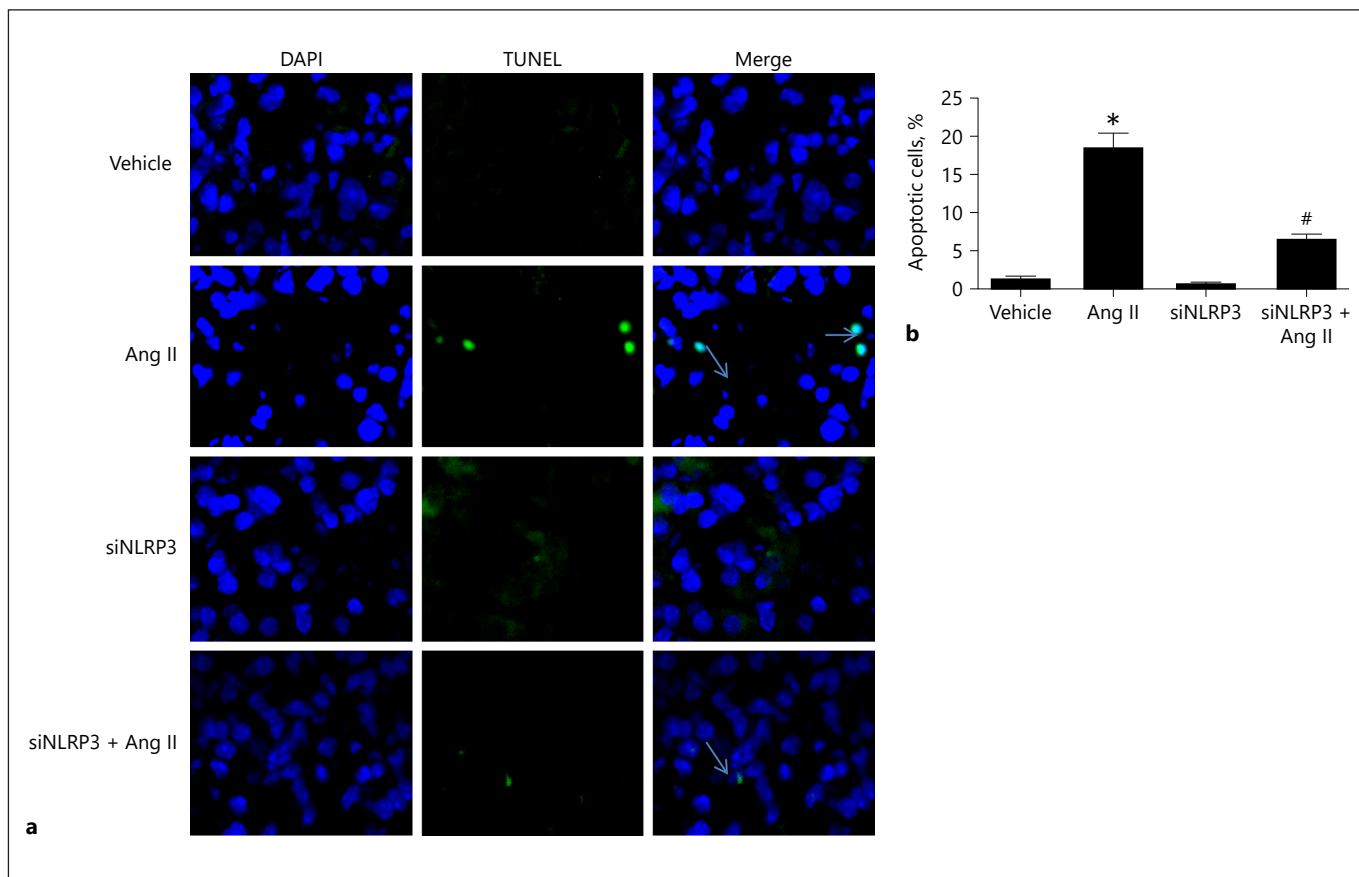 DAPI TUNEL Merge
Vehicle
Ang II
siNLRP3
siNLRP3 + Ang II
a
25
20
15
10
5
0
Apoptotic cells, %
*
#
Vehicle Ang II siNLRP3 siNLRP3 +
Ang II
b